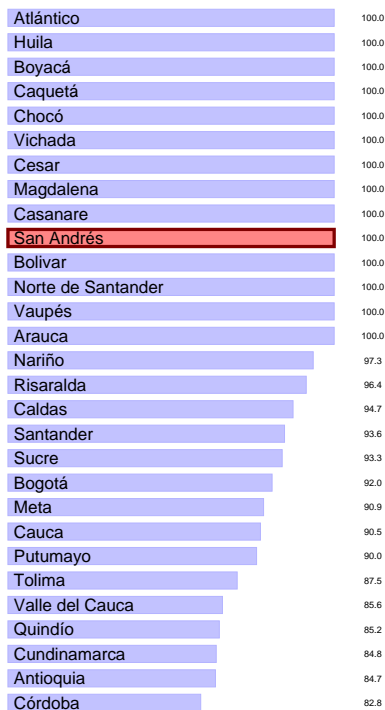 Atlántico 100.0
Huila 100.0
Boyacá 100.0
Caquetá 100.0
Chocó 100.0
Vichada 100.0
Cesar 100.0
Magdalena 100.0
Casanare 100.0
San Andrés 100.0
Bolivar 100.0
Norte de Santander 100.0
Vaupés 100.0
Arauca 100.0
Nariño 97.3
Risaralda 96.4
Caldas 94.7
Santander 93.6
Sucre 93.3
Bogotá 92.0
Meta 90.9
Cauca 90.5
Putumayo 90.0
Tolima 87.5
Valle del Cauca 85.6
Quindío 85.2
Cundinamarca 84.8
Antioquia 84.7
Córdoba 82.8